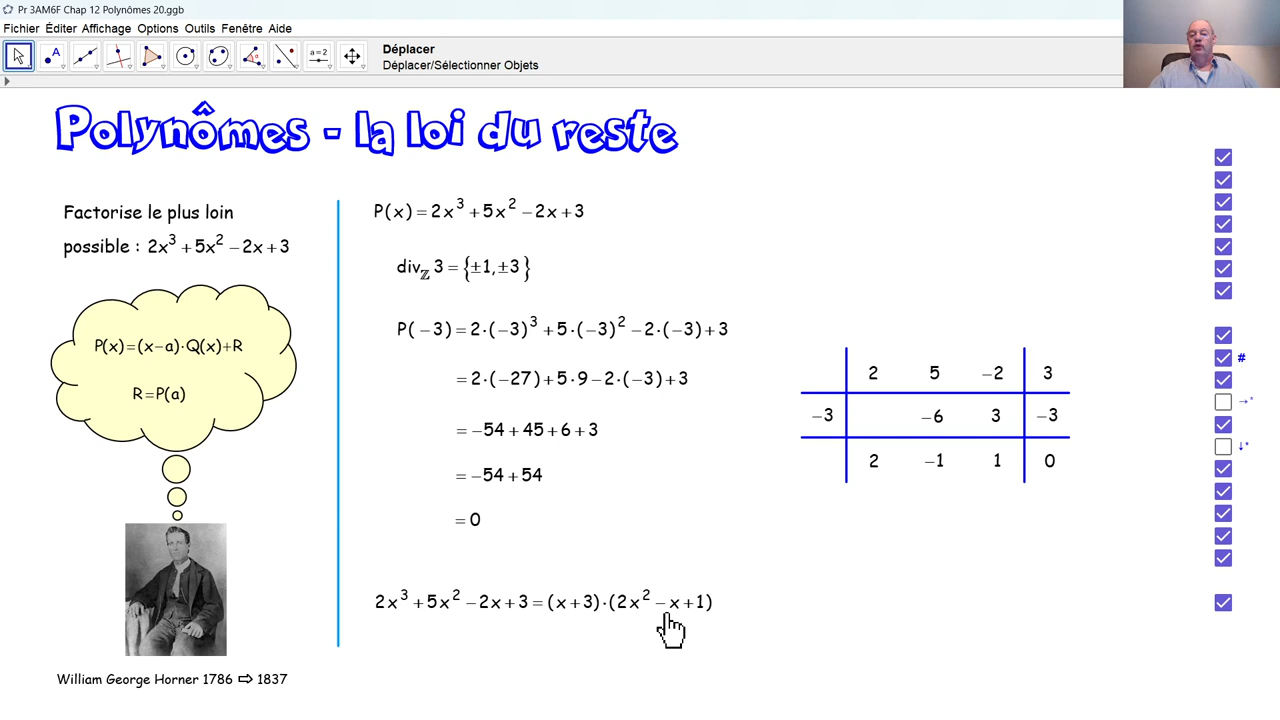 Pr 3AM6F Chap 12 Polynômes 20.ggb
Fichier Éditer Affichage Options Outils Fenêtre Aide
A
a=2
Déplacer
Déplacer/Sélectionner Objets
Polynômes - la loi du reste
Factorise le plus loin
possible : 2x³+5x²−2x+3
P(x)=(x−a)·Q(x)+R
R=P(a)
William George Horner 1786 ⇨ 1837
P(x)=2x³+5x²−2x+3
div_ℤ 3={±1,±3}
P(−3)=2·(−3)³+5·(−3)²−2·(−3)+3
=2·(−27)+5·9−2·(−3)+3
=−54+45+6+3
=−54+54
=0
2x³+5x²−2x+3=(x+3)·(2x²−x+1)
2 5 −2 3
−3 −6 3 −3
2 −1 1 0
#
→*
↓*